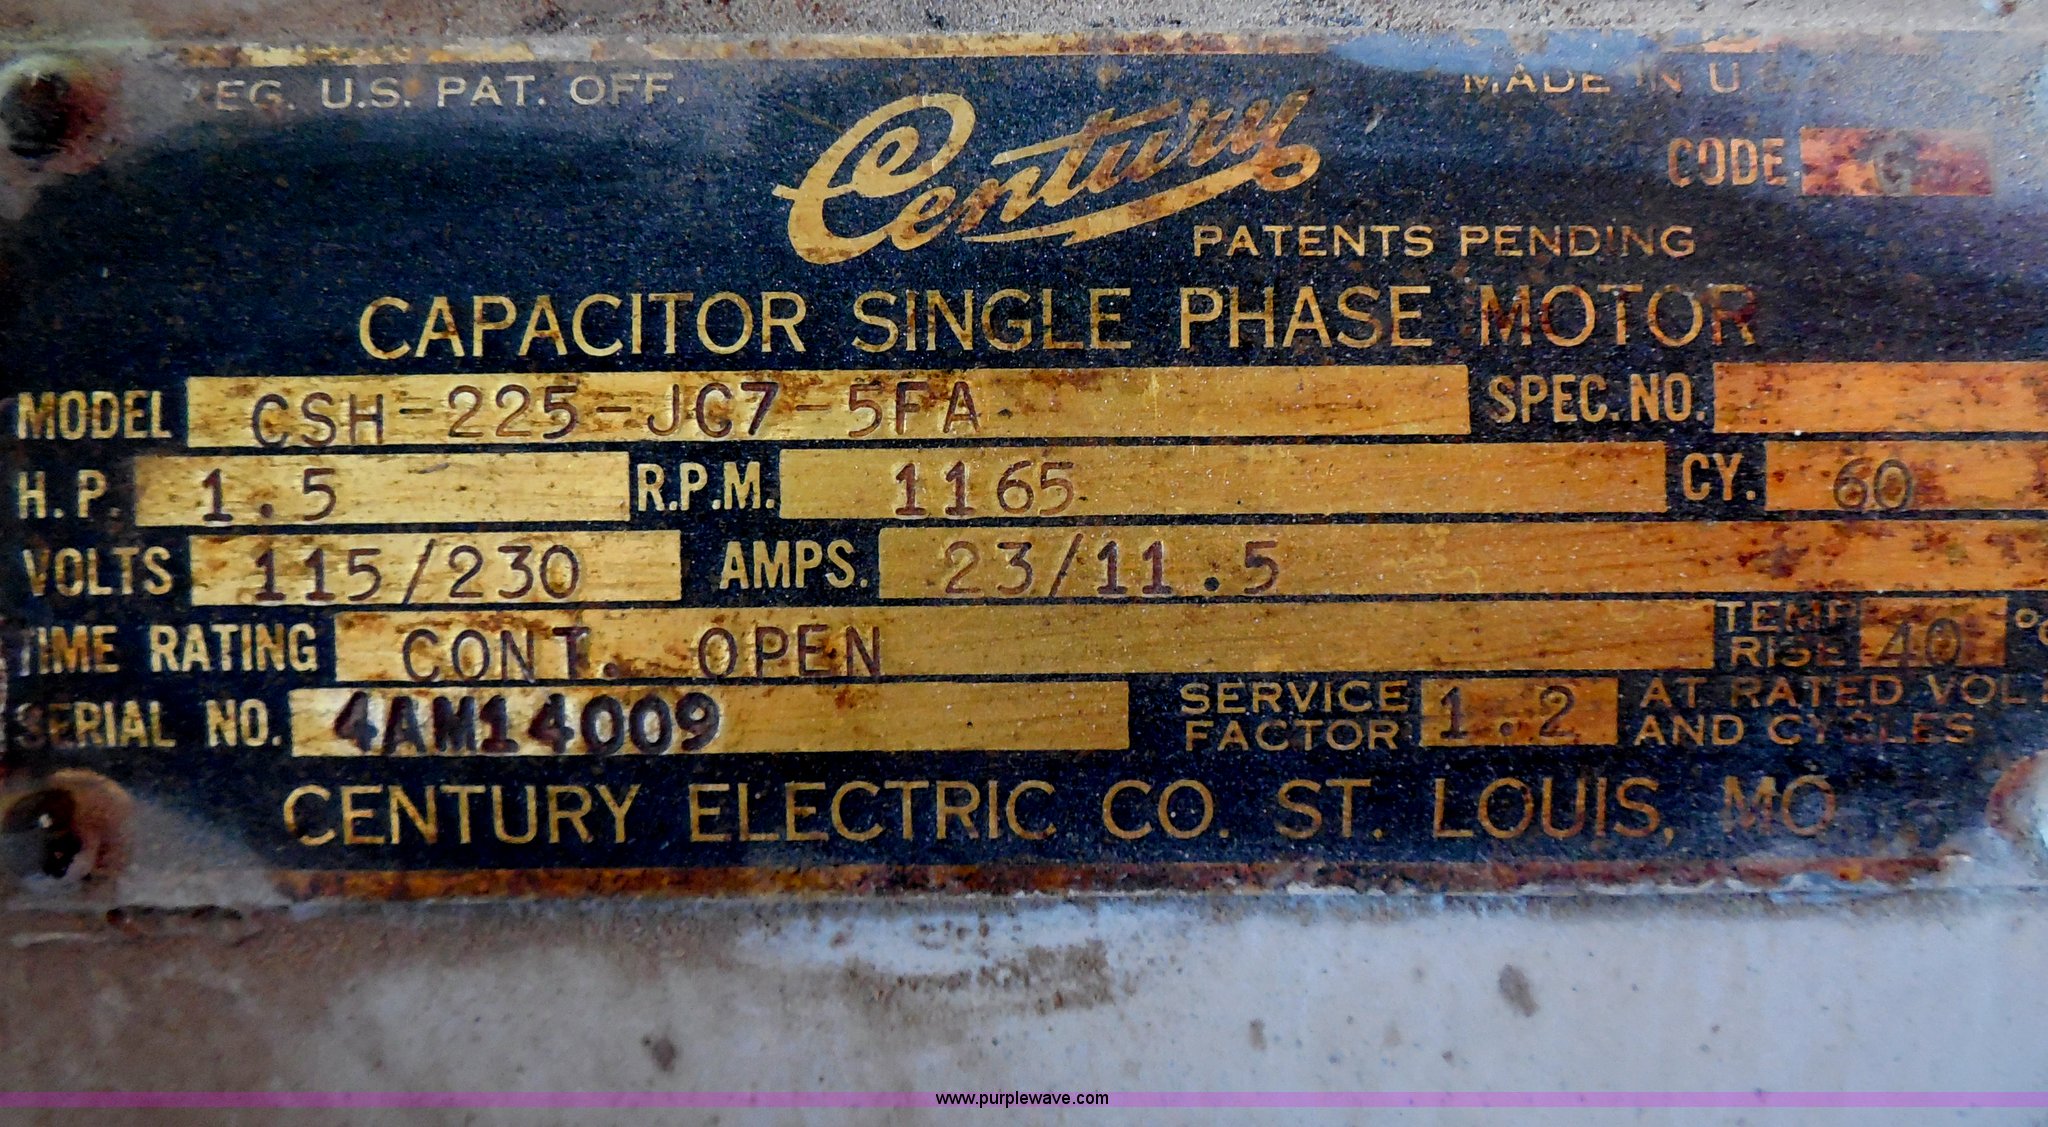 REG. U.S. PAT. OFF.
MADE IN U.S.
Century
CODE G
PATENTS PENDING
CAPACITOR SINGLE PHASE MOTOR
MODEL CSH-225-JC7-5FA SPEC. NO.
H.P. 1.5 R.P.M. 1165 CY. 60
VOLTS 115/230 AMPS. 23/11.5
TIME RATING CONT. OPEN TEMP RISE 40 °C
SERIAL NO. 4AM14009 SERVICE FACTOR 1.2 AT RATED VOLT AND CYCLES
CENTURY ELECTRIC CO. ST. LOUIS, MO
www.purplewave.com